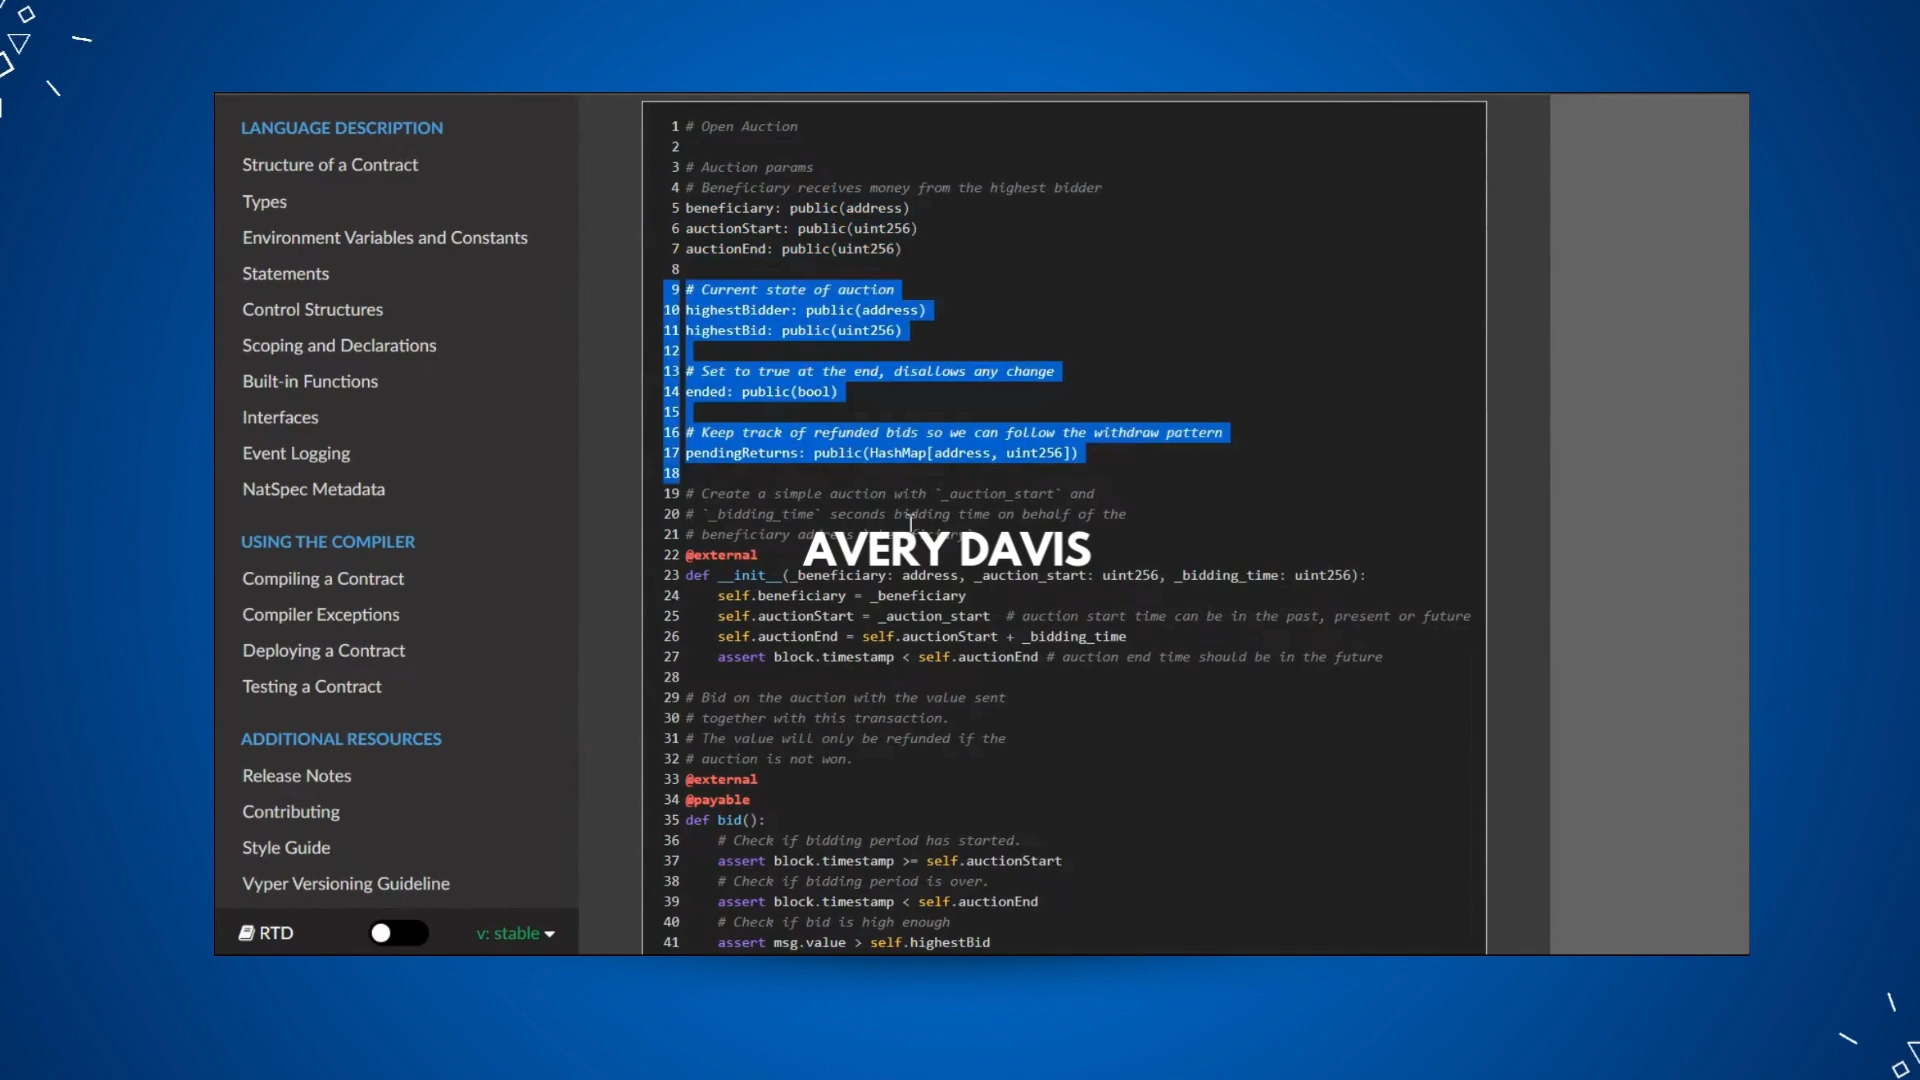 LANGUAGE DESCRIPTION
Structure of a Contract
Types
Environment Variables and Constants
Statements
Control Structures
Scoping and Declarations
Built-in Functions
Interfaces
Event Logging
NatSpec Metadata
USING THE COMPILER
Compiling a Contract
Compiler Exceptions
Deploying a Contract
Testing a Contract
ADDITIONAL RESOURCES
Release Notes
Contributing
Style Guide
Vyper Versioning Guideline
RTD
v: stable
1 # Open Auction
2
3 # Auction params
4 # Beneficiary receives money from the highest bidder
5 beneficiary: public(address)
6 auctionStart: public(uint256)
7 auctionEnd: public(uint256)
8
9 # Current state of auction
10 highestBidder: public(address)
11 highestBid: public(uint256)
12
13 # Set to true at the end, disallows any change
14 ended: public(bool)
15
16 # Keep track of refunded bids so we can follow the withdraw pattern
17 pendingReturns: public(HashMap[address, uint256])
18
19 # Create a simple auction with `_auction_start` and
20 # `_bidding_time` seconds bidding time on behalf of the
21 # beneficiary
AVERY DAVIS
22 @external
23 def __init__(_beneficiary: address, _auction_start: uint256, _bidding_time: uint256):
24 self.beneficiary = _beneficiary
25 self.auctionStart = _auction_start # auction start time can be in the past, present or future
26 self.auctionEnd = self.auctionStart + _bidding_time
27 assert block.timestamp < self.auctionEnd # auction end time should be in the future
28
29 # Bid on the auction with the value sent
30 # together with this transaction.
31 # The value will only be refunded if the
32 # auction is not won.
33 @external
34 @payable
35 def bid():
36 # Check if bidding period has started.
37 assert block.timestamp >= self.auctionStart
38 # Check if bidding period is over.
39 assert block.timestamp < self.auctionEnd
40 # Check if bid is high enough
41 assert msg.value > self.highestBid